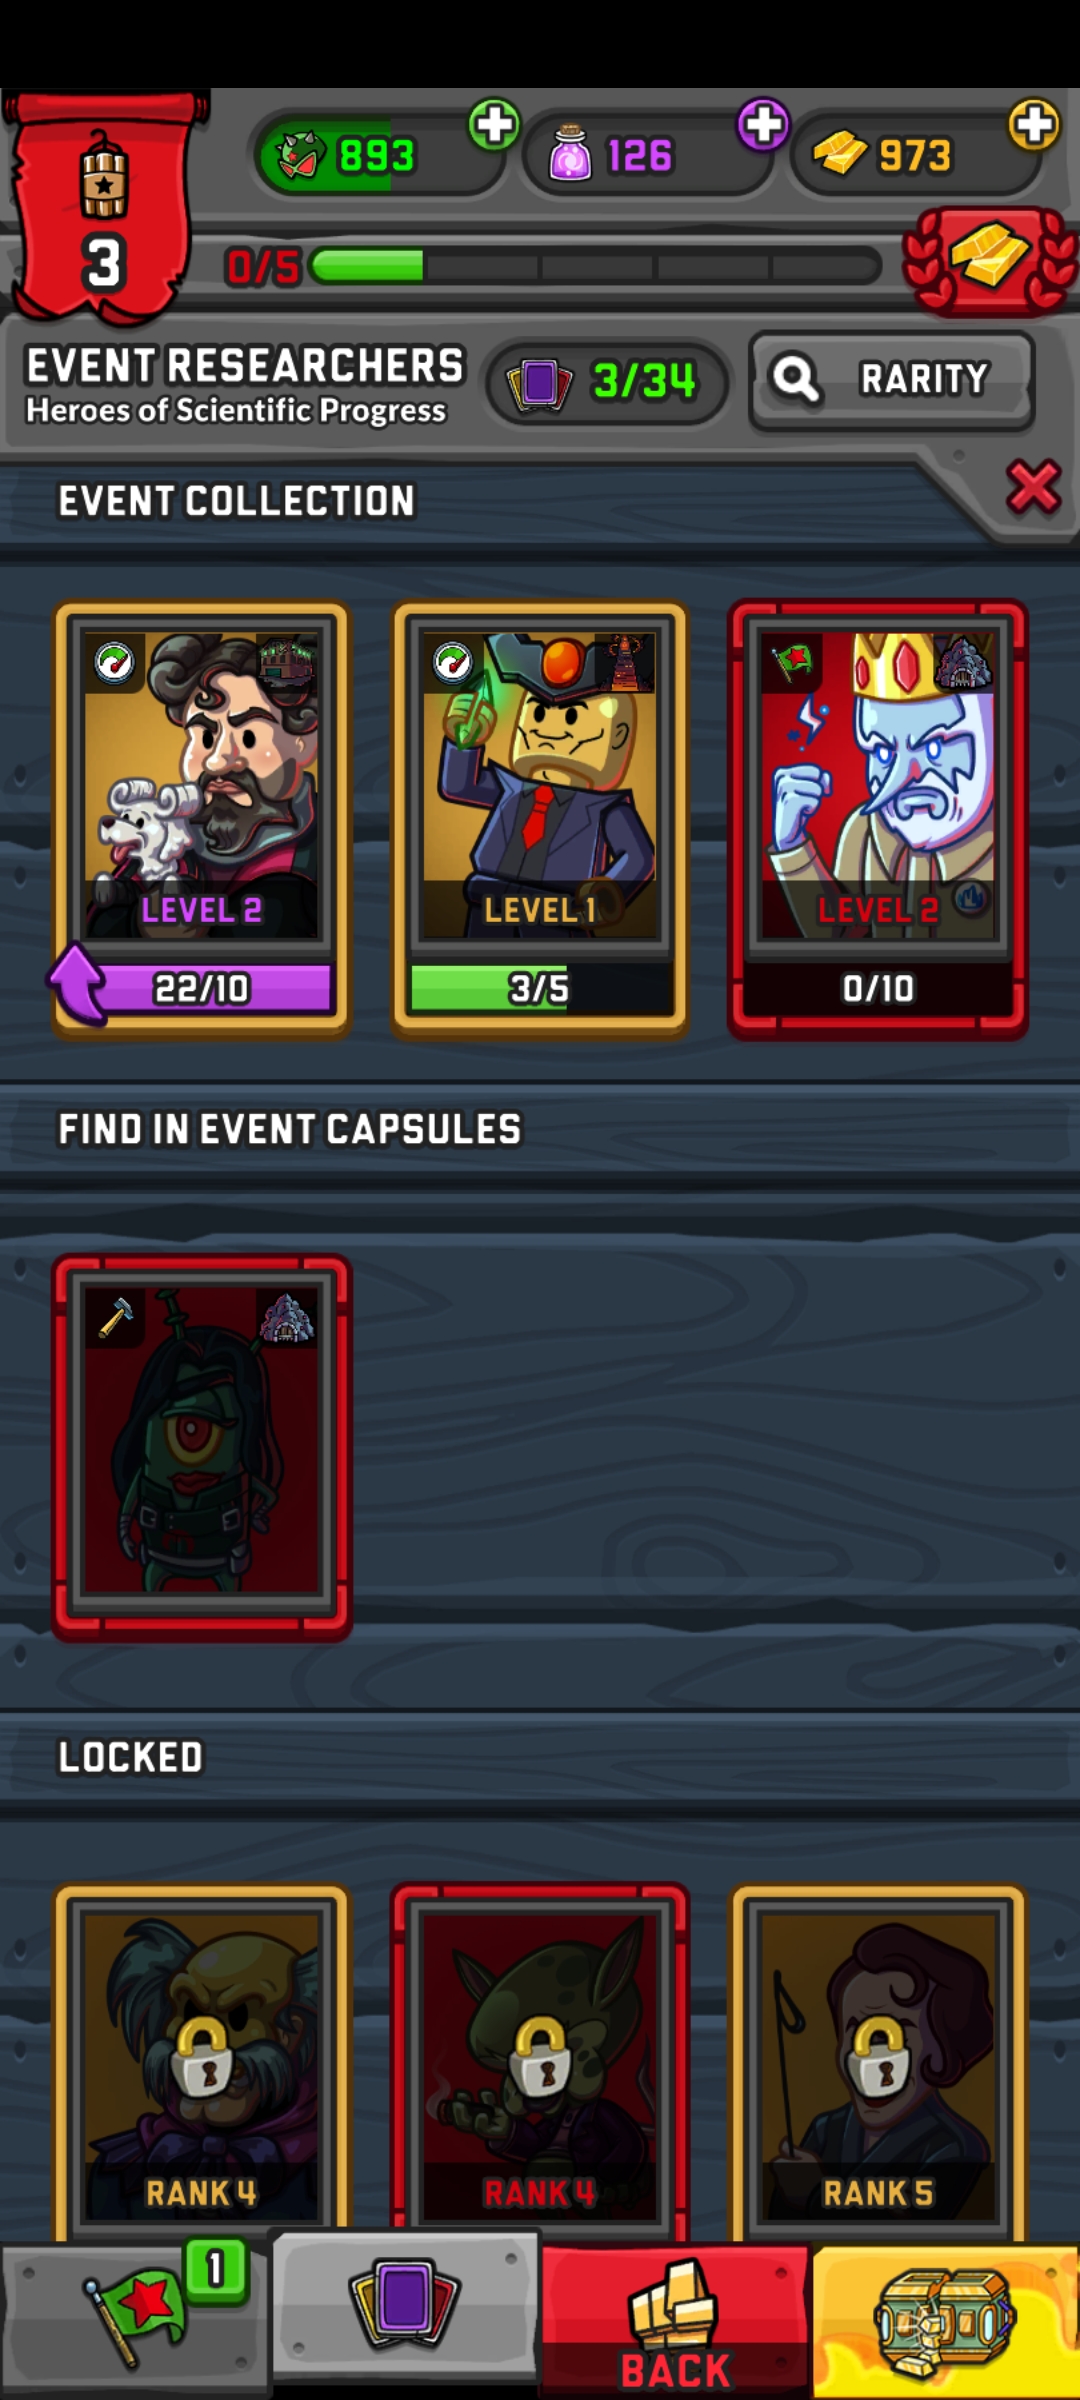 893
126
973
3
0/5
EVENT RESEARCHERS
Heroes of Scientific Progress
3/34
RARITY
EVENT COLLECTION
LEVEL 2
LEVEL 1
LEVEL 2
22/10
3/5
0/10
FIND IN EVENT CAPSULES
LOCKED
RANK 4
RANK 4
RANK 5
1
BACK